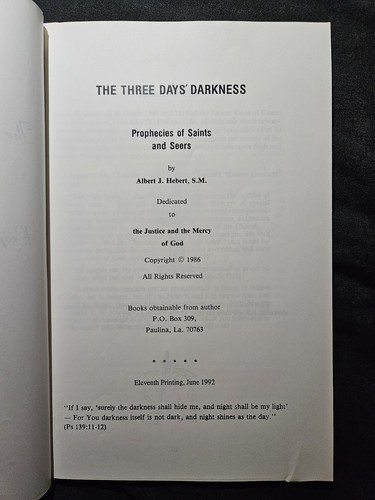 THE THREE DAYS' DARKNESS
Prophecies of Saints
and Seers
by
Albert J. Hebert, S.M.
Dedicated
to
the Justice and the Mercy
of God
Copyright © 1986
All Rights Reserved
Books obtainable from author
P.O. Box 309,
Paulina, La. 70763
* * * * *
Eleventh Printing, June 1992
"If I say, 'surely the darkness shall hide me, and night shall be my light'
— For You darkness itself is not dark, and night shines as the day."
(Ps 139:11-12)